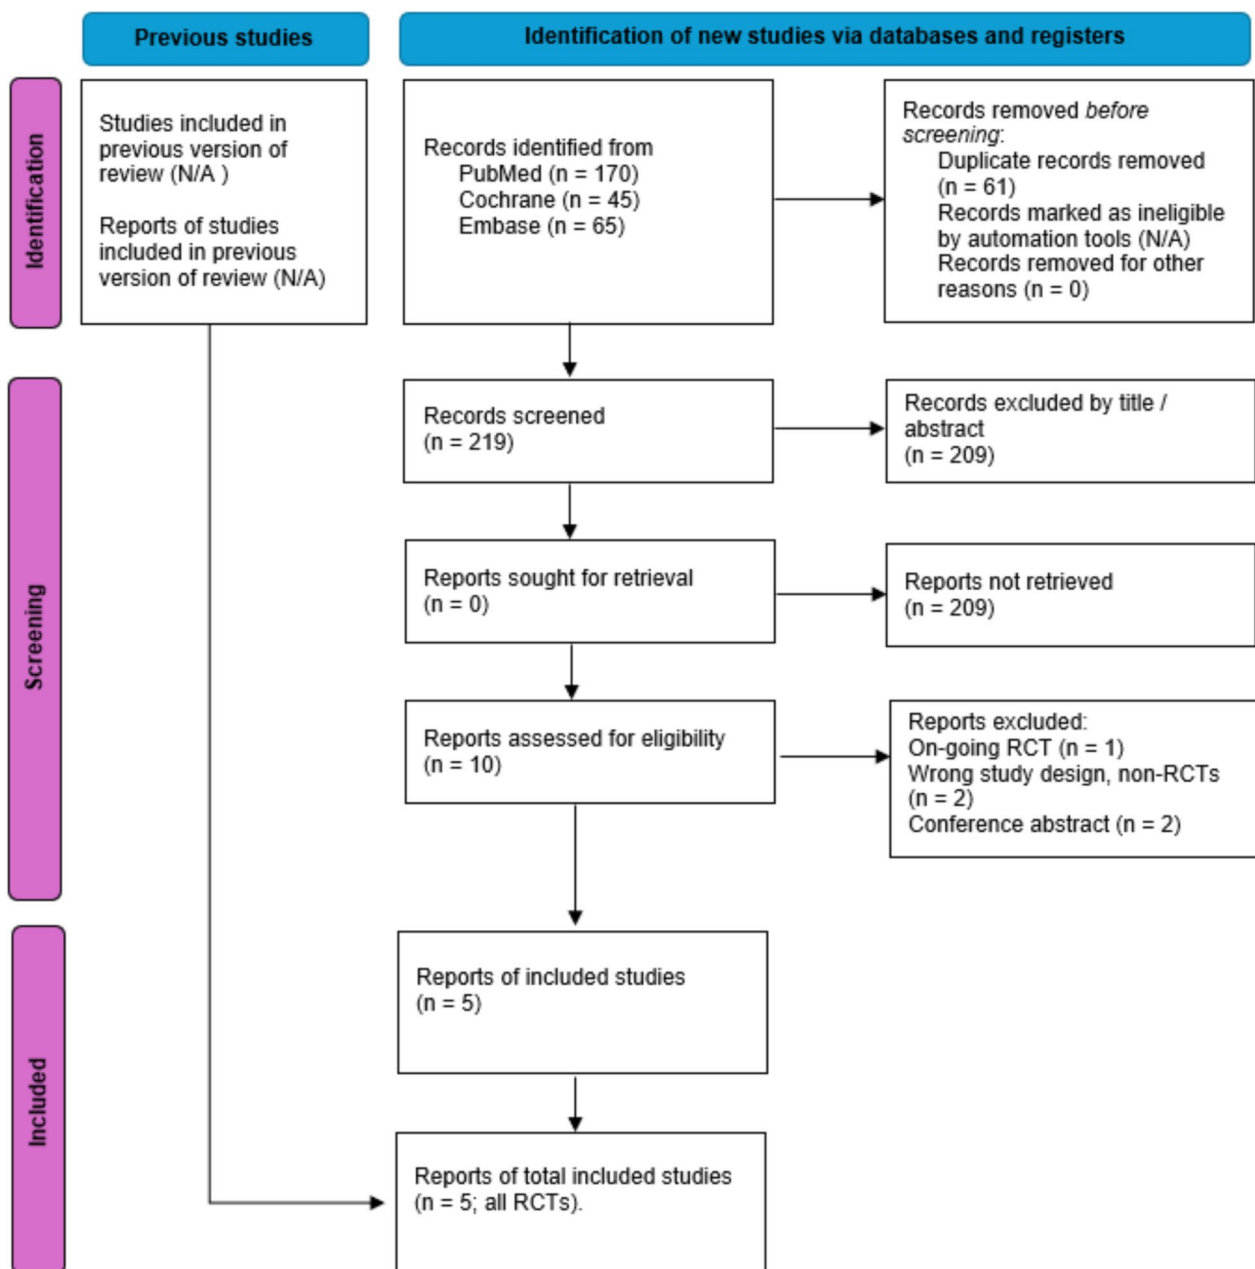 Previous studies
Identification of new studies via databases and registers
Identification
Studies included in
previous version of
review (N/A )
Reports of studies
included in previous
version of review (N/A)
Records identified from
PubMed (n = 170)
Cochrane (n = 45)
Embase (n = 65)
Records removed before
screening:
Duplicate records removed
(n = 61)
Records marked as ineligible
by automation tools (N/A)
Records removed for other
reasons (n = 0)
Screening
Records screened
(n = 219)
Records excluded by title /
abstract
(n = 209)
Reports sought for retrieval
(n = 0)
Reports not retrieved
(n = 209)
Reports assessed for eligibility
(n = 10)
Reports excluded:
On-going RCT (n = 1)
Wrong study design, non-RCTs
(n = 2)
Conference abstract (n = 2)
Included
Reports of included studies
(n = 5)
Reports of total included studies
(n = 5; all RCTs).